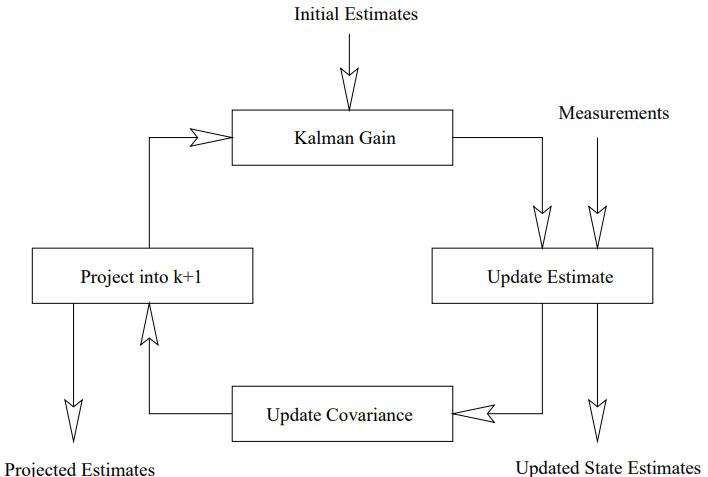 Initial Estimates
Measurements
Kalman Gain
Project into k+1
Update Estimate
Update Covariance
Projected Estimates
Updated State Estimates